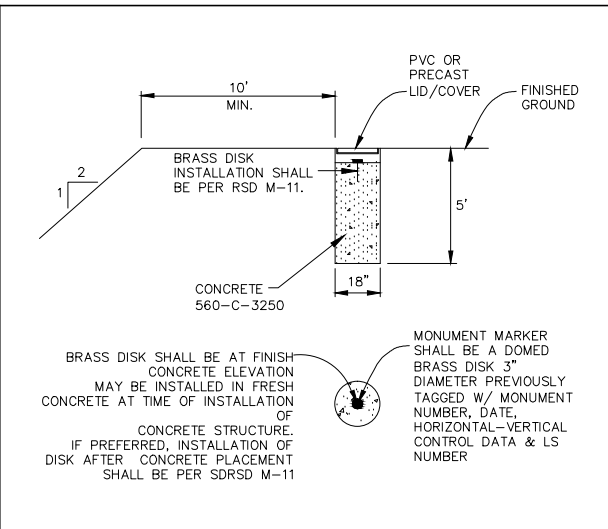 10'
MIN.
PVC OR
PRECAST
LID/COVER
FINISHED
GROUND
BRASS DISK
INSTALLATION SHALL
BE PER RSD M-11.
2
1
5'
18"
CONCRETE
560-C-3250
BRASS DISK SHALL BE AT FINISH
CONCRETE ELEVATION
MAY BE INSTALLED IN FRESH
CONCRETE AT TIME OF INSTALLATION
OF
CONCRETE STRUCTURE.
IF PREFERRED, INSTALLATION OF
DISK AFTER CONCRETE PLACEMENT
SHALL BE PER SDRSD M-11
MONUMENT MARKER
SHALL BE A DOMED
BRASS DISK 3"
DIAMETER PREVIOUSLY
TAGGED W/ MONUMENT
NUMBER, DATE,
HORIZONTAL-VERTICAL
CONTROL DATA & LS
NUMBER